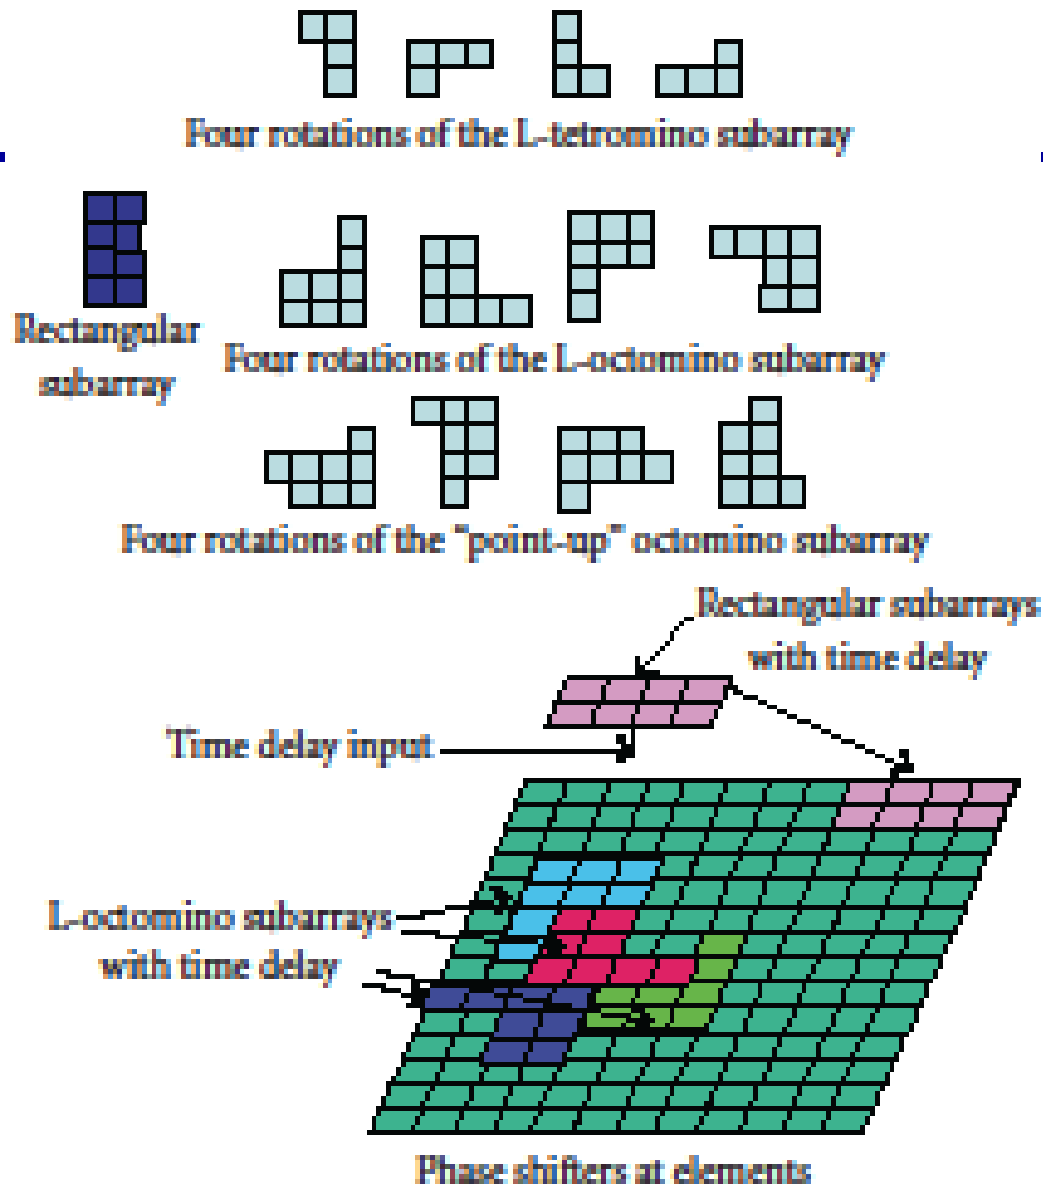 Four rotations of the L-tetromino subarray
Rectangular
subarray
Four rotations of the L-octomino subarray
Four rotations of the "point-up" octomino subarray
Rectangular subarrays
with time delay
Time delay input
L-octomino subarrays
with time delay
Phase shifters at elements